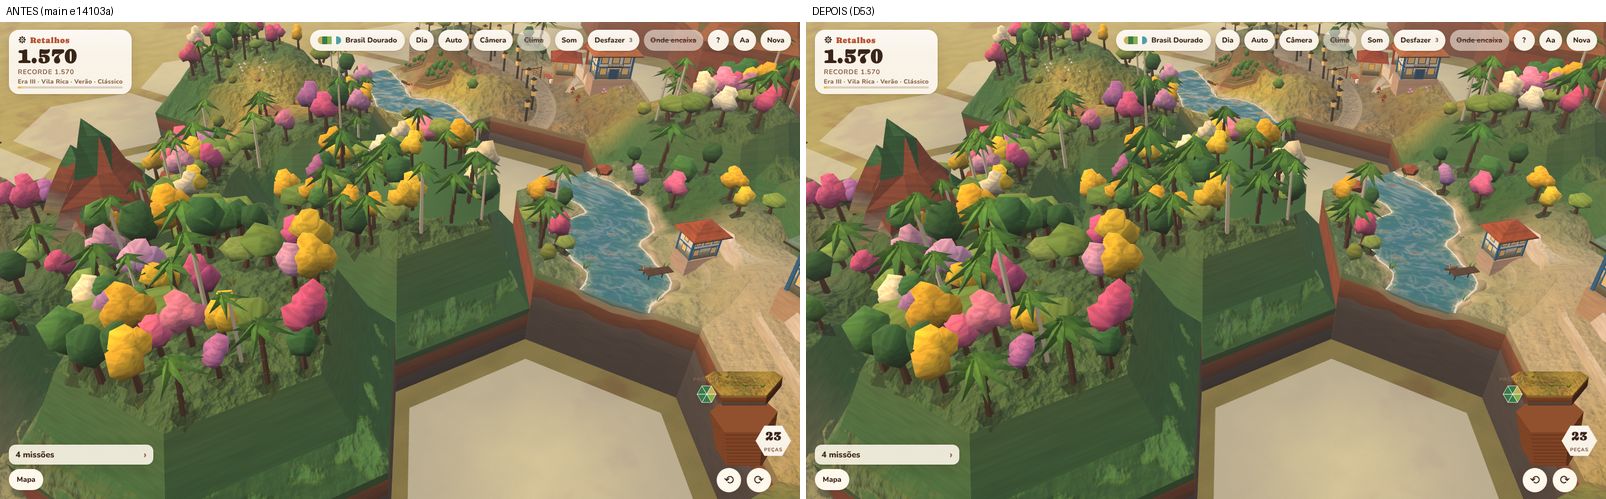 ANTES (main e14103a)
Retalhos
1.570
RECORDE 1.570
Era III · Vila Rica · Verão · Clássico
Brasil Dourado
Dia
Auto
Câmera
Clima
Som
Desfazer 3
Onde encaixa
?
Aa
Nova
4 missões ›
Mapa
23
PEÇAS
DEPOIS (D53)
Retalhos
1.570
RECORDE 1.570
Era III · Vila Rica · Verão · Clássico
Brasil Dourado
Dia
Auto
Câmera
Clima
Som
Desfazer 3
Onde encaixa
?
Aa
Nova
4 missões ›
Mapa
23
PEÇAS